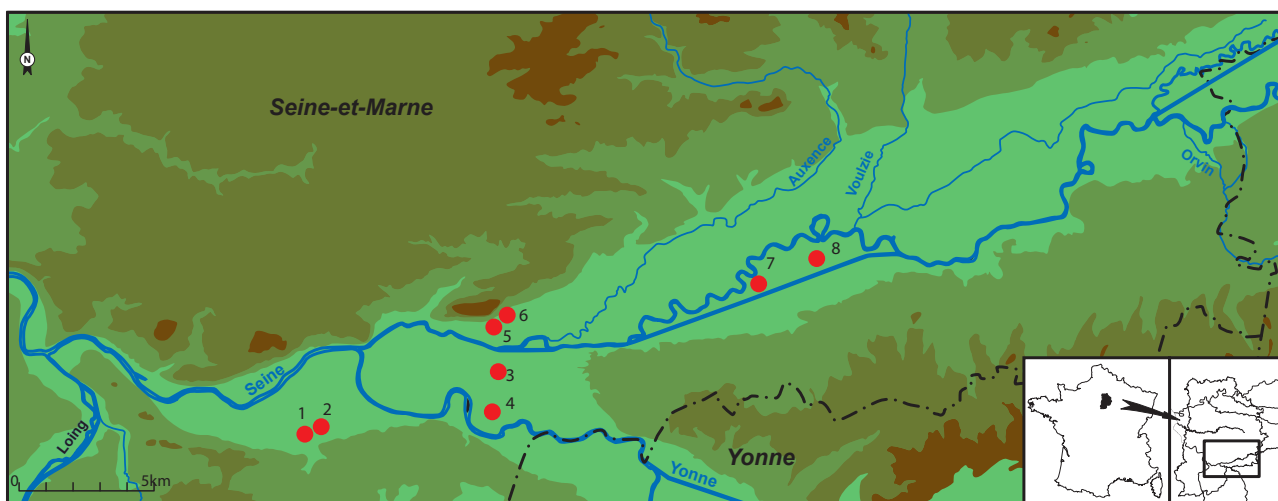 N
Seine-et-Marne
Auxence
Voulzie
Orvin
8
7
6
5
Seine
3
4
2
1
Loing
Yonne
Yonne
0
5km